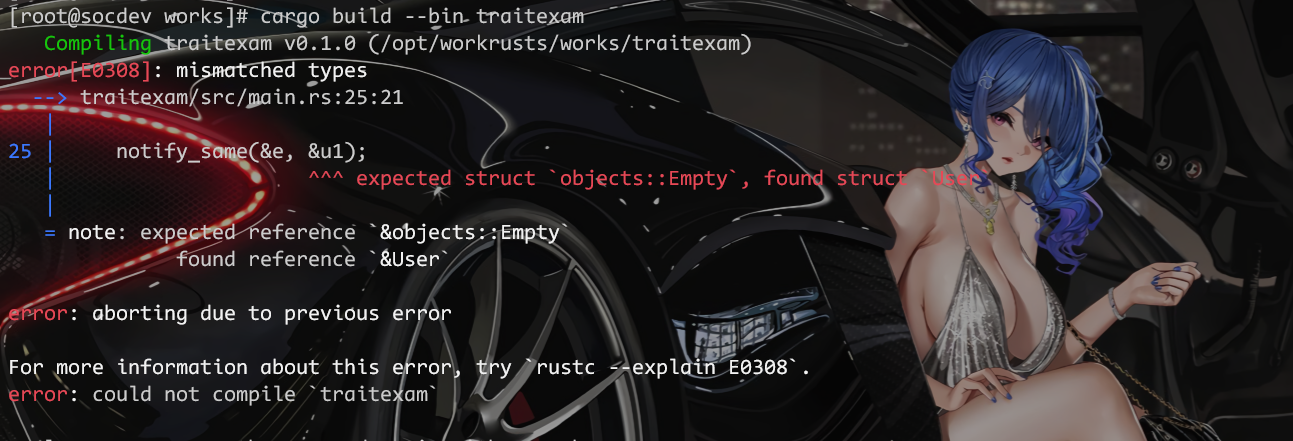 [root@socdev works]# cargo build --bin traitexam
Compiling traitexam v0.1.0 (/opt/workrusts/works/traitexam)
error[E0308]: mismatched types
--> traitexam/src/main.rs:25:21
|
25 | notify_same(&e, &u1);
| ^^^ expected struct `objects::Empty`, found struct `User`
|
= note: expected reference `&objects::Empty`
found reference `&User`
error: aborting due to previous error
For more information about this error, try `rustc --explain E0308`.
error: could not compile `traitexam`